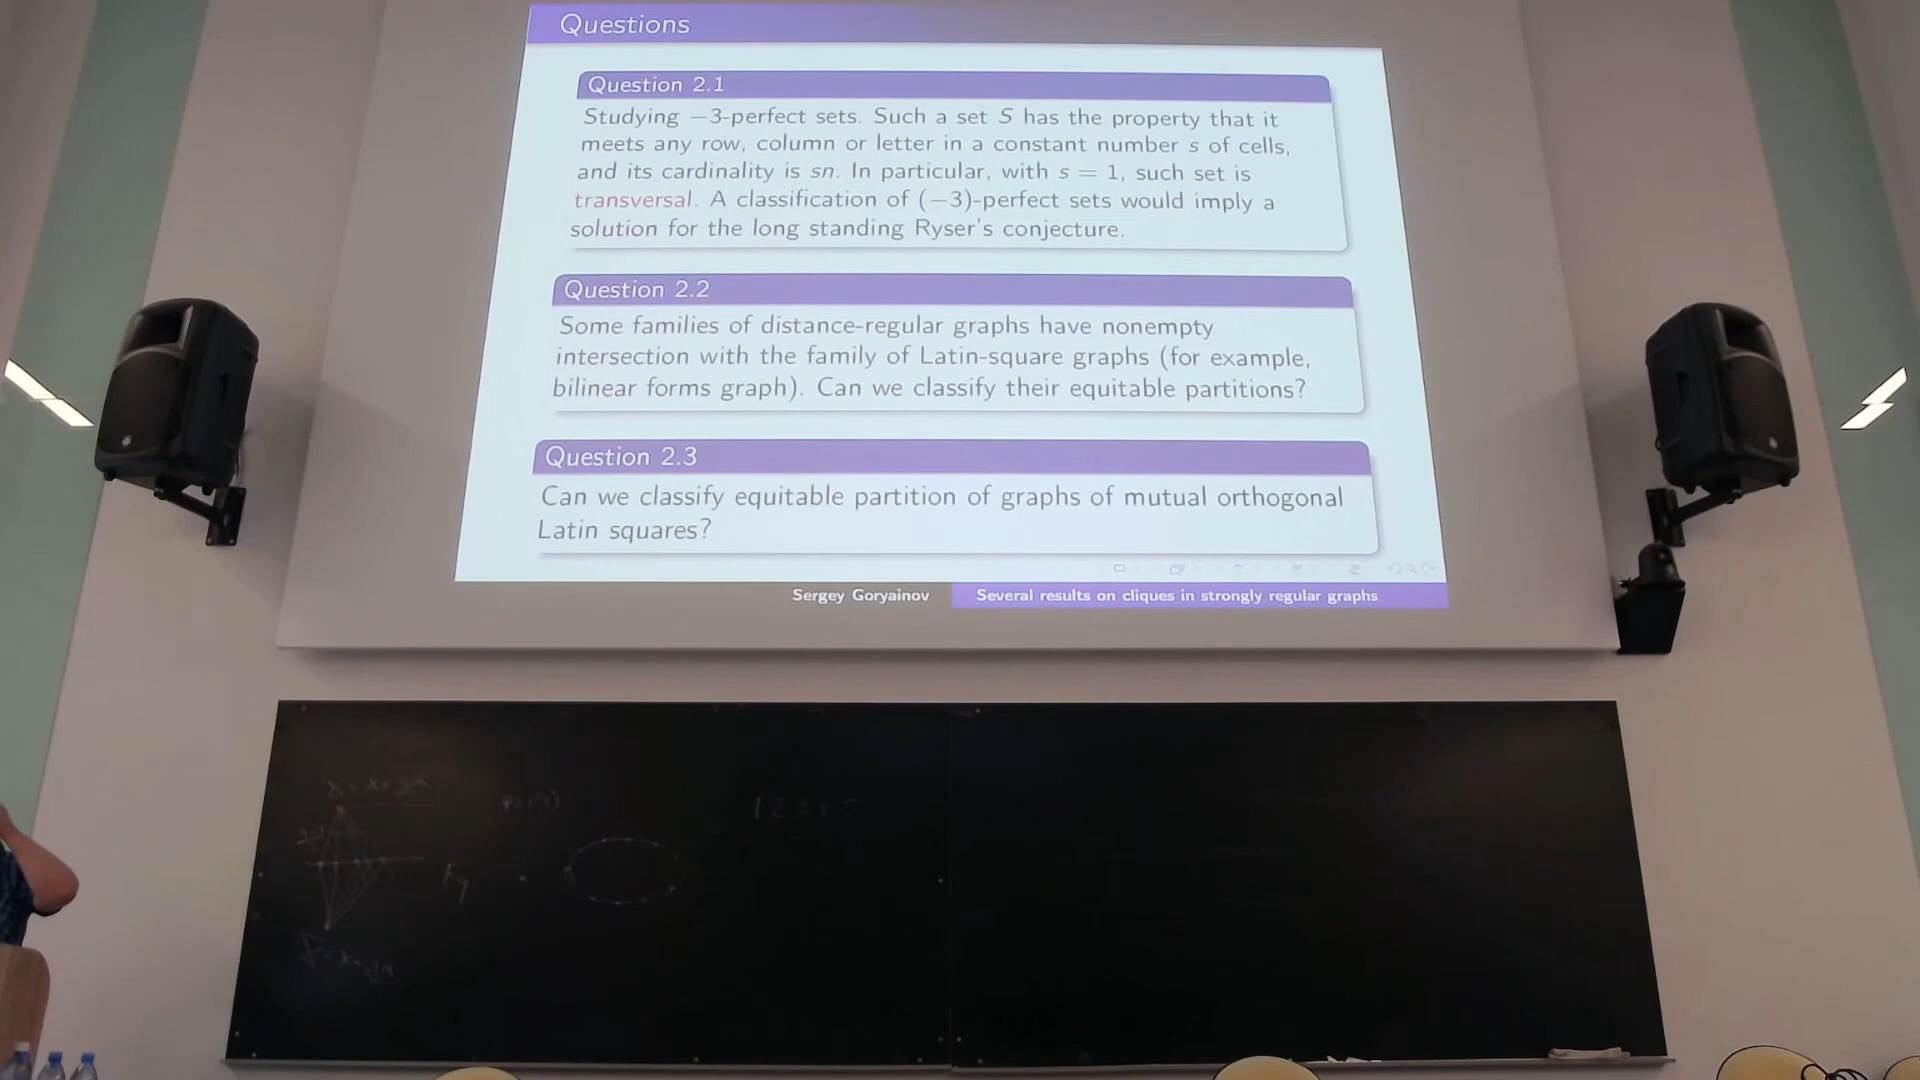 Questions
Question 2.1
Studying −3-perfect sets. Such a set S has the property that it
meets any row, column or letter in a constant number s of cells,
and its cardinality is sn. In particular, with s = 1, such set is
transversal. A classification of (−3)-perfect sets would imply a
solution for the long standing Ryser's conjecture.
Question 2.2
Some families of distance-regular graphs have nonempty
intersection with the family of Latin-square graphs (for example,
bilinear forms graph). Can we classify their equitable partitions?
Question 2.3
Can we classify equitable partition of graphs of mutual orthogonal
Latin squares?
Sergey Goryainov
Several results on cliques in strongly regular graphs